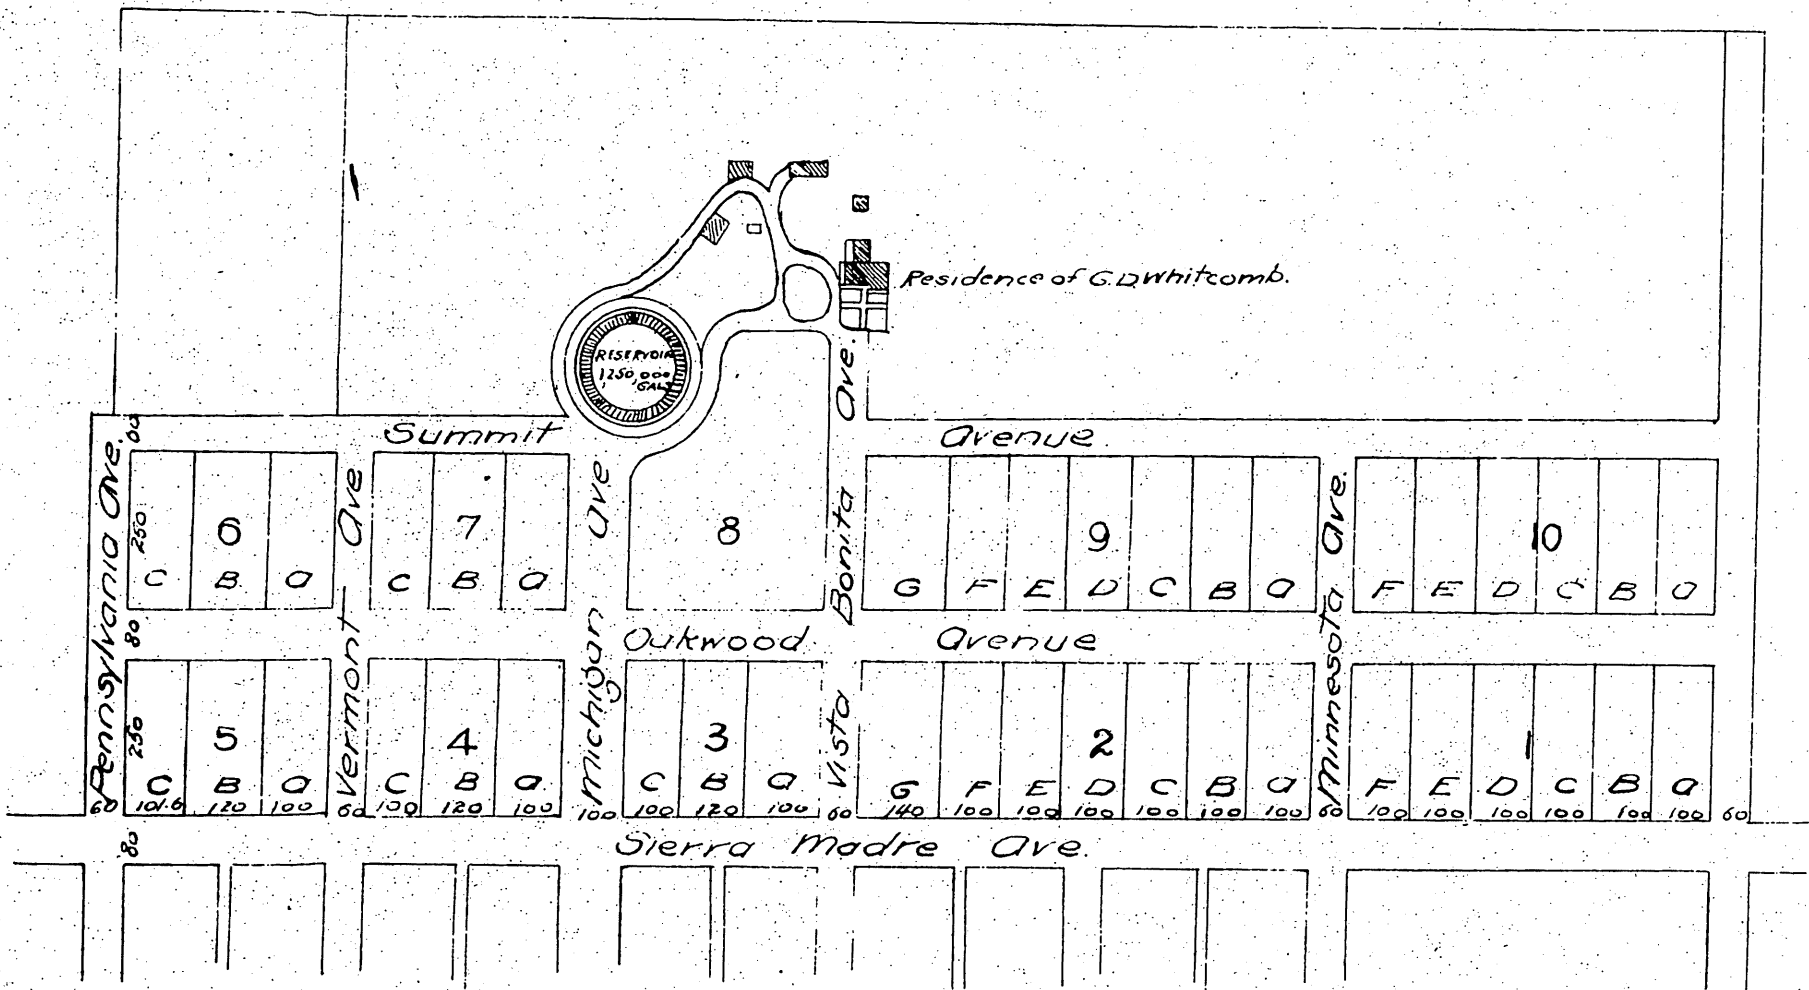 Residence of G.D. Whitcomb.
RESERVOIR
1250,000
GALS
Summit Avenue.
Pennsylvania Ave.
Vermont Ave
Michigan Ave
Vista Bonita Ave.
Minnesota Ave.
60
250
6
7
8
9
10
C B A
C B A
G F E D C B A
F E D C B A
80
Oakwood Avenue
250
5
4
3
2
1
C B A
C B A
C B A
G F E D C B A
F E D C B A
60 101.6 120 100 60 100 120 100 100 100 120 100 60 140 100 100 100 100 100 100 60 100 100 100 100 100 100 60
80
Sierra Madre Ave.